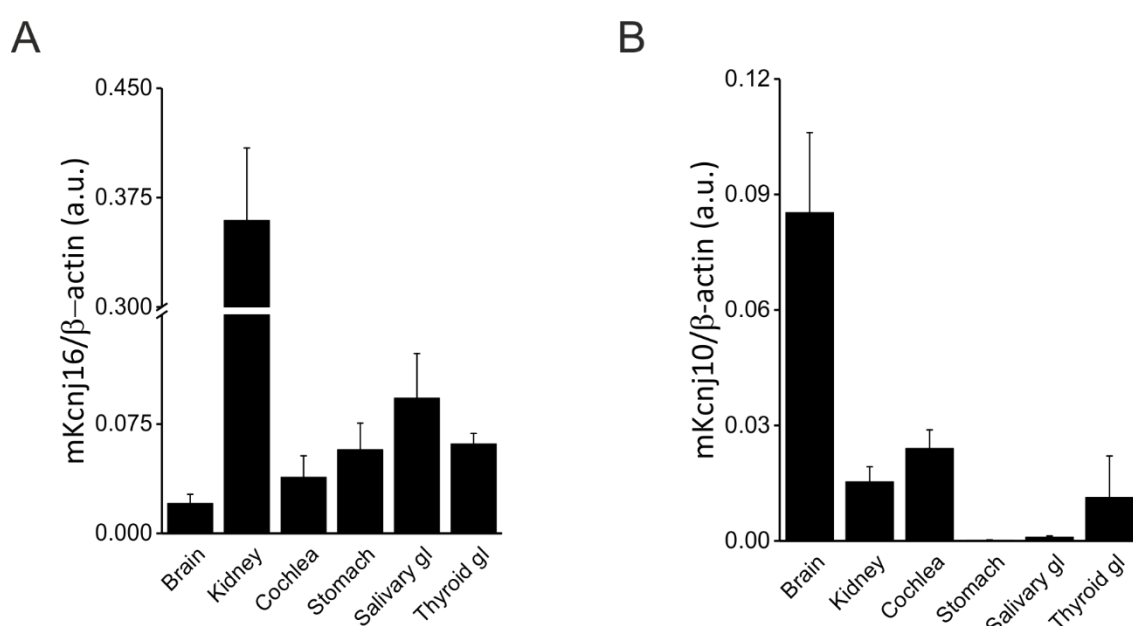 A
mKcnj16/β–actin (a.u.)
0.450
0.375
0.300
0.075
0.000
Brain
Kidney
Cochlea
Stomach
Salivary gl
Thyroid gl
B
mKcnj10/β-actin (a.u.)
0.12
0.09
0.06
0.03
0.00
Brain
Kidney
Cochlea
Stomach
Salivary gl
Thyroid gl